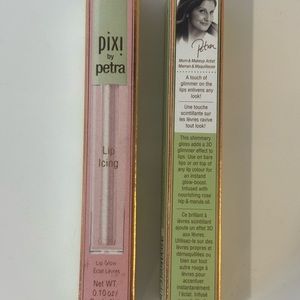 pixi
by
petra
Lip
Icing
Lip Glow
Éclat Lèvres
Net WT.
0.10 oz /
Petra
Mum & Makeup Artist
Maman & Maquilleuse
A touch of
glimmer on the
lips enlivens any
look!
Une touche
scintillante sur
les lèvres ravive
tout look!
This shimmery
gloss adds a 3D
glimmer effect to
lips. Use on bare
lips or on top of
any lip colour for
an instant
glow-boost.
Infused with
nourishing rose
hip & marula oil.
Ce brillant à
lèvres scintillant
ajoute un effet 3D
aux lèvres.
Utilisez-le sur des
lèvres propres et
démaquillées ou
bien sur tout
autre rouge à
lèvres pour
instantanément
l'éclat. Infusé